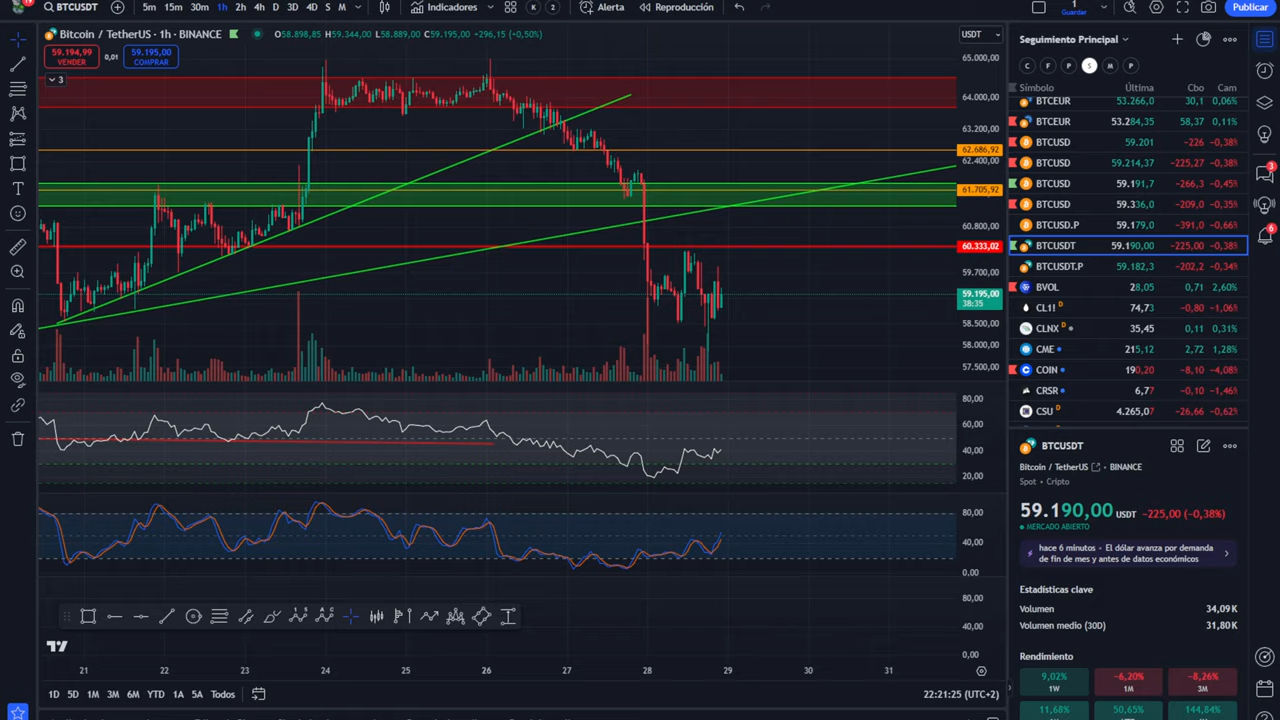 BTCUSDT 5m 15m 30m 1h 2h 4h D 3D 4D S M Indicadores K 2 Alerta Reproducción 1 Guardar Publicar
Bitcoin / TetherUS · 1h · BINANCE O58.898,85 H59.344,00 L58.889,00 C59.195,00 +296,15 (+0,50%)
59.194,99 VENDER
0,01
59.195,00 COMPRAR
3
USDT
65.000,00
64.000,00
63.200,00
62.686,92
62.400,00
61.705,92
60.800,00
60.333,02
59.700,00
59.195,00
38:35
58.500,00
58.000,00
57.500,00
80,00
60,00
40,00
20,00
80,00
40,00
0,00
80,00
40,00
0,00
21 22 23 24 25 26 27 28 29 30 31
1D 5D 1M 3M 6M YTD 1A 5A Todos
22:21:25 (UTC+2)
Seguimiento Principal
C F P S M P
Símbolo Última Cbo Cam
BTCEUR 53.266,0 30,1 0,06%
BTCEUR 53.284,35 58,37 0,11%
BTCUSD 59.201 −226 −0,38%
BTCUSD 59.214,37 −225,27 −0,38%
BTCUSD 59.191,7 −266,3 −0,45%
BTCUSD 59.336,0 −209,0 −0,35%
BTCUSD.P 59.179,0 −391,0 −0,66%
BTCUSDT 59.190,00 −225,00 −0,38%
BTCUSDT.P 59.182,3 −202,2 −0,34%
BVOL 28,05 0,71 2,60%
CL1! D 74,73 −0,80 −1,06%
CLNX D 35,45 0,11 0,31%
CME 215,12 2,72 1,28%
COIN 190,20 −8,10 −4,08%
CRSR 6,77 −0,10 −1,46%
CSU D 4.265,07 −26,66 −0,62%
3
6
BTCUSDT
Bitcoin / TetherUS · BINANCE
Spot · Cripto
59.190,00 USDT −225,00 (−0,38%)
MERCADO ABIERTO
hace 6 minutos · El dólar avanza por demanda
de fin de mes y antes de datos económicos
Estadísticas clave
Volumen 34,09 K
Volumen medio (30D) 31,80 K
Rendimiento
9,02% −6,20% −8,26%
1W 1M 3M
11,68% 50,65% 144,84%